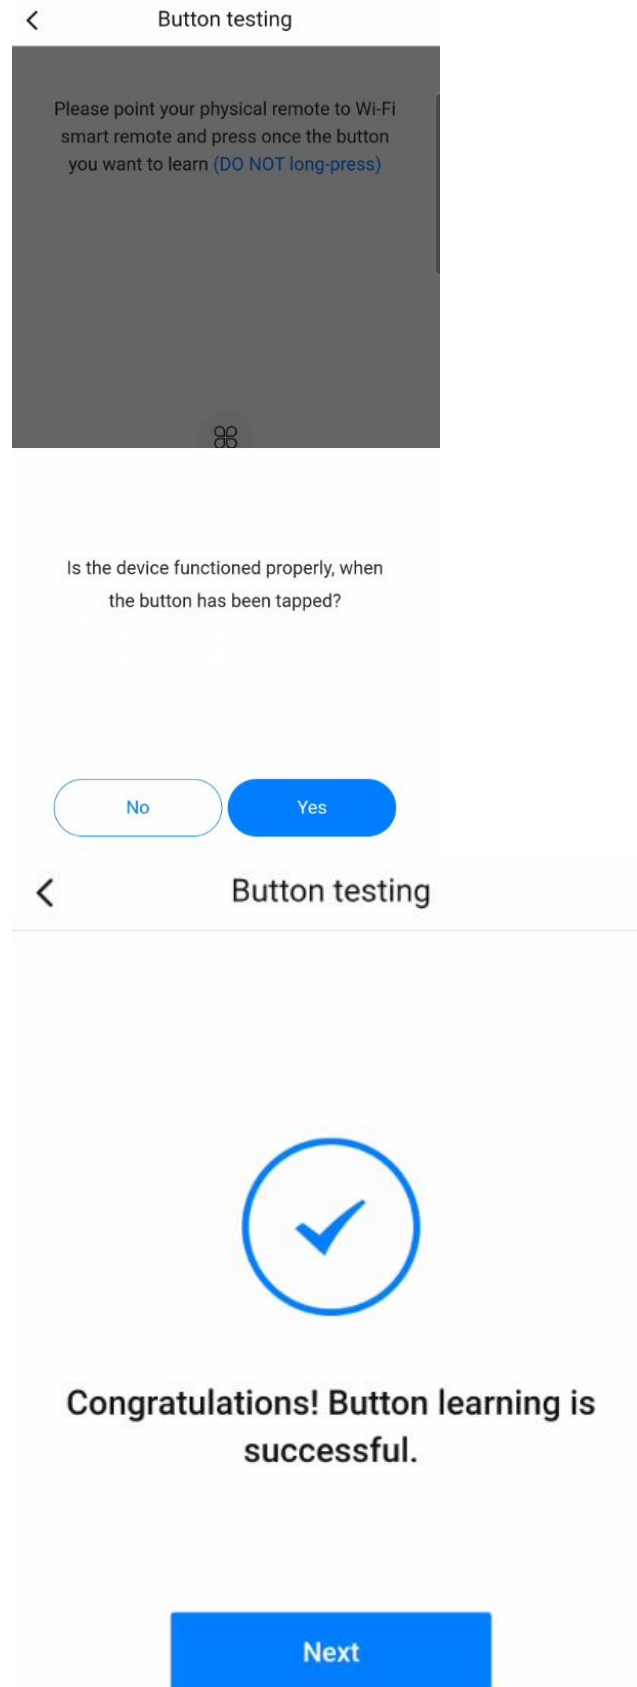 Button testing
Please point your physical remote to Wi-Fi
smart remote and press once the button
you want to learn (DO NOT long-press)
Is the device functioned properly, when
the button has been tapped?
No
Yes
Button testing
Congratulations! Button learning is
successful.
Next